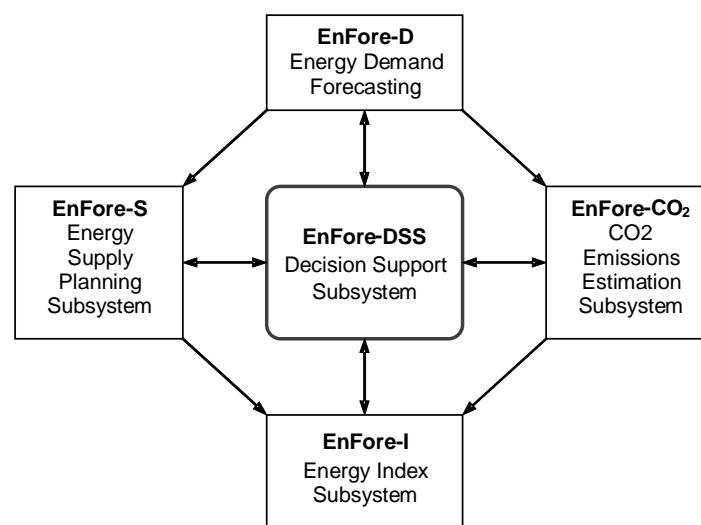 EnFore-D
Energy Demand
Forecasting
EnFore-S
Energy
Supply
Planning
Subsystem
EnFore-DSS
Decision Support
Subsystem
EnFore-CO₂
CO2
Emissions
Estimation
Subsystem
EnFore-I
Energy Index
Subsystem